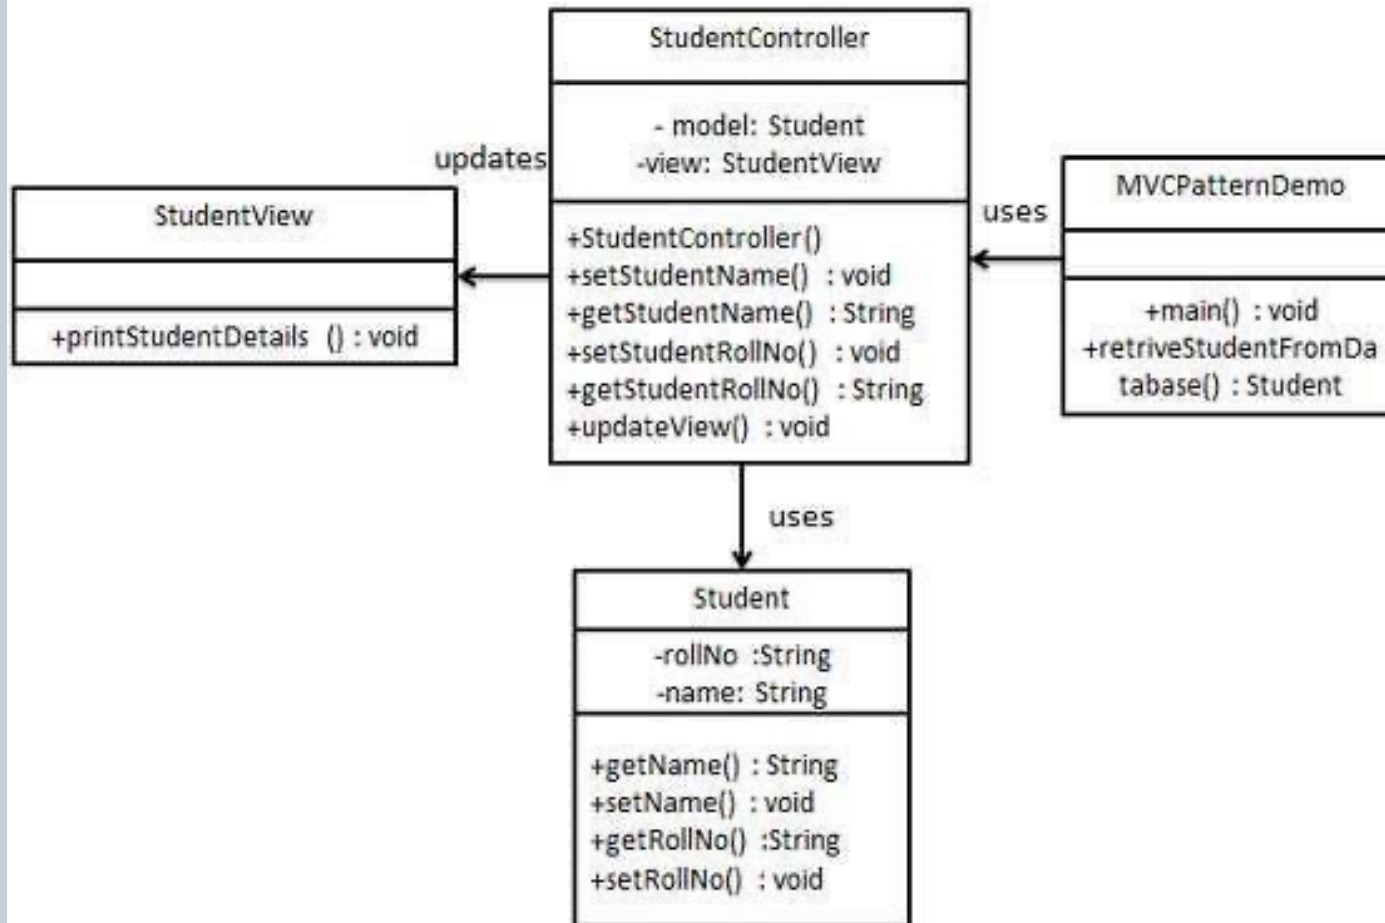 StudentController
- model: Student
-view: StudentView
+StudentController()
+setStudentName() : void
+getStudentName() : String
+setStudentRollNo() : void
+getStudentRollNo() : String
+updateView() : void
updates
StudentView
+printStudentDetails () : void
uses
MVCPatternDemo
+main() : void
+retriveStudentFromDa
tabase() : Student
uses
Student
-rollNo :String
-name: String
+getName() : String
+setName() : void
+getRollNo() :String
+setRollNo() : void